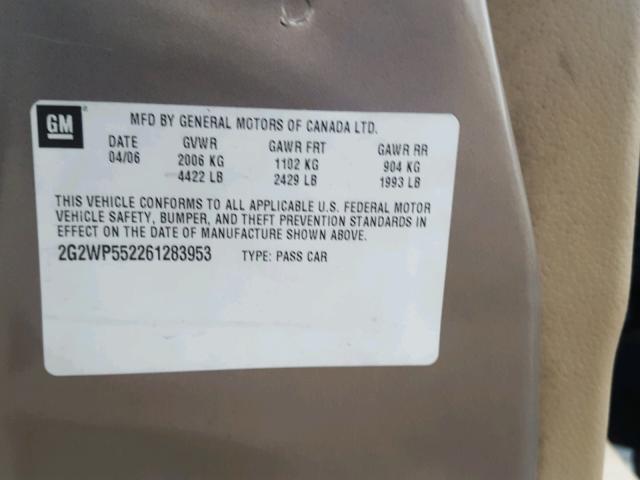 GM MFD BY GENERAL MOTORS OF CANADA LTD.
DATE GVWR GAWR FRT GAWR RR
04/06 2006 KG 1102 KG 904 KG
4422 LB 2429 LB 1993 LB
THIS VEHICLE CONFORMS TO ALL APPLICABLE U.S. FEDERAL MOTOR
VEHICLE SAFETY, BUMPER, AND THEFT PREVENTION STANDARDS IN
EFFECT ON THE DATE OF MANUFACTURE SHOWN ABOVE.
2G2WP552261283953 TYPE: PASS CAR